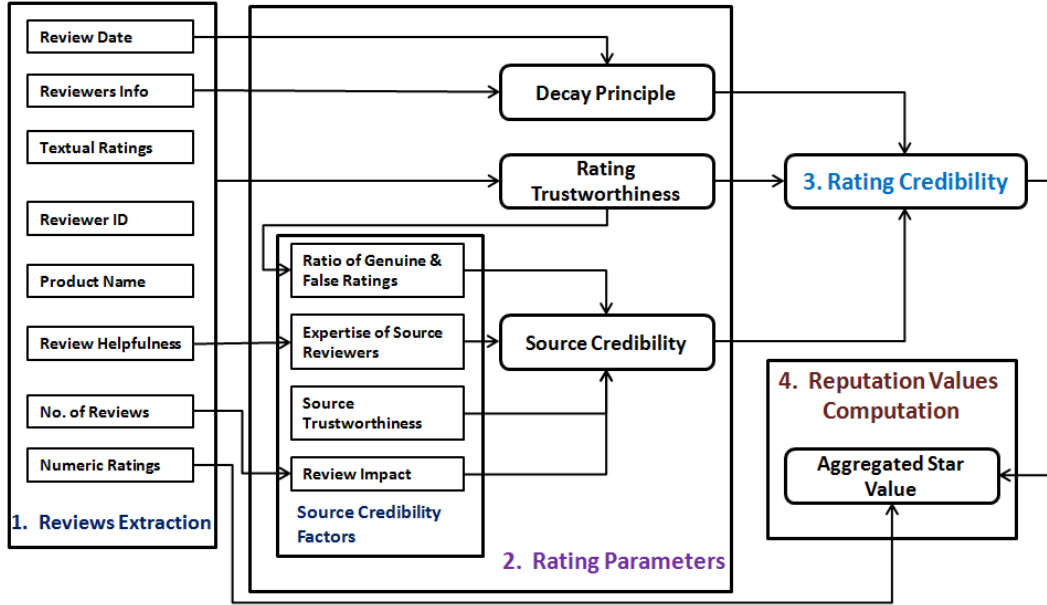 Review Date
Reviewers Info
Textual Ratings
Reviewer ID
Product Name
Review Helpfulness
No. of Reviews
Numeric Ratings
1. Reviews Extraction
Decay Principle
Rating
Trustworthiness
Ratio of Genuine &
False Ratings
Expertise of Source
Reviewers
Source
Trustworthiness
Review Impact
Source Credibility
Factors
Source Credibility
2. Rating Parameters
3. Rating Credibility
4. Reputation Values
Computation
Aggregated Star
Value